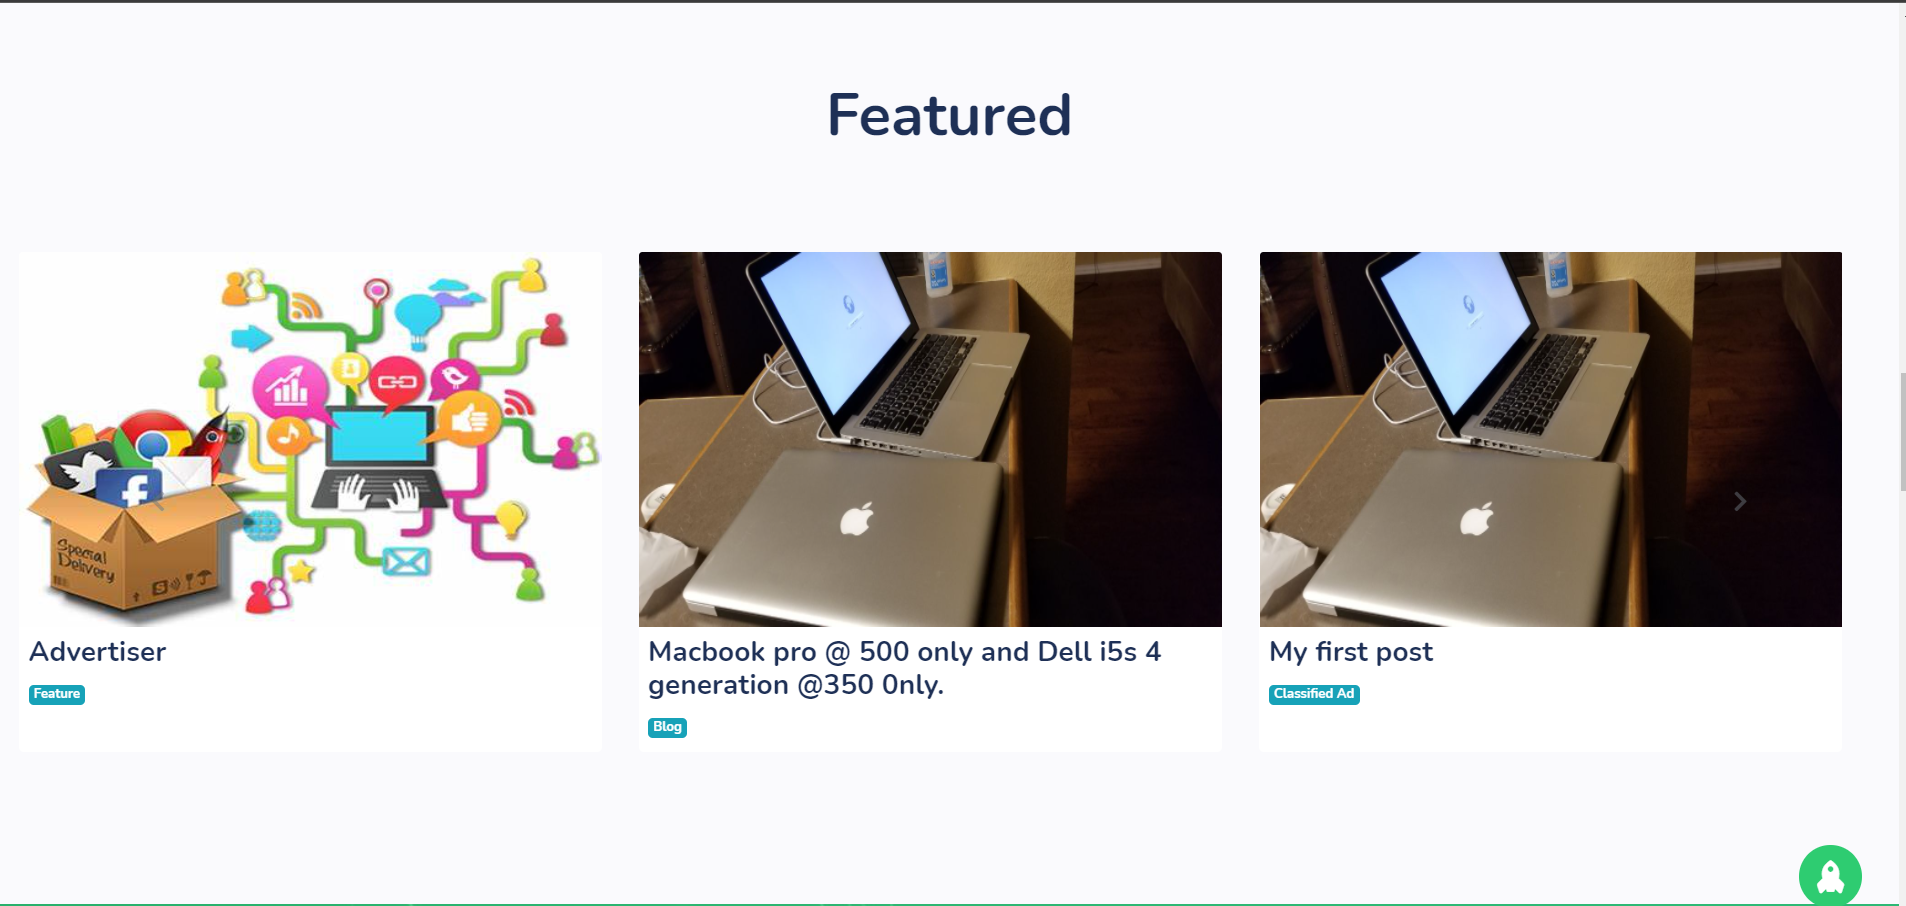 Featured
Special
Delivery
Advertiser
Feature
Macbook pro @ 500 only and Dell i5s 4
generation @350 0nly.
Blog
My first post
Classified Ad